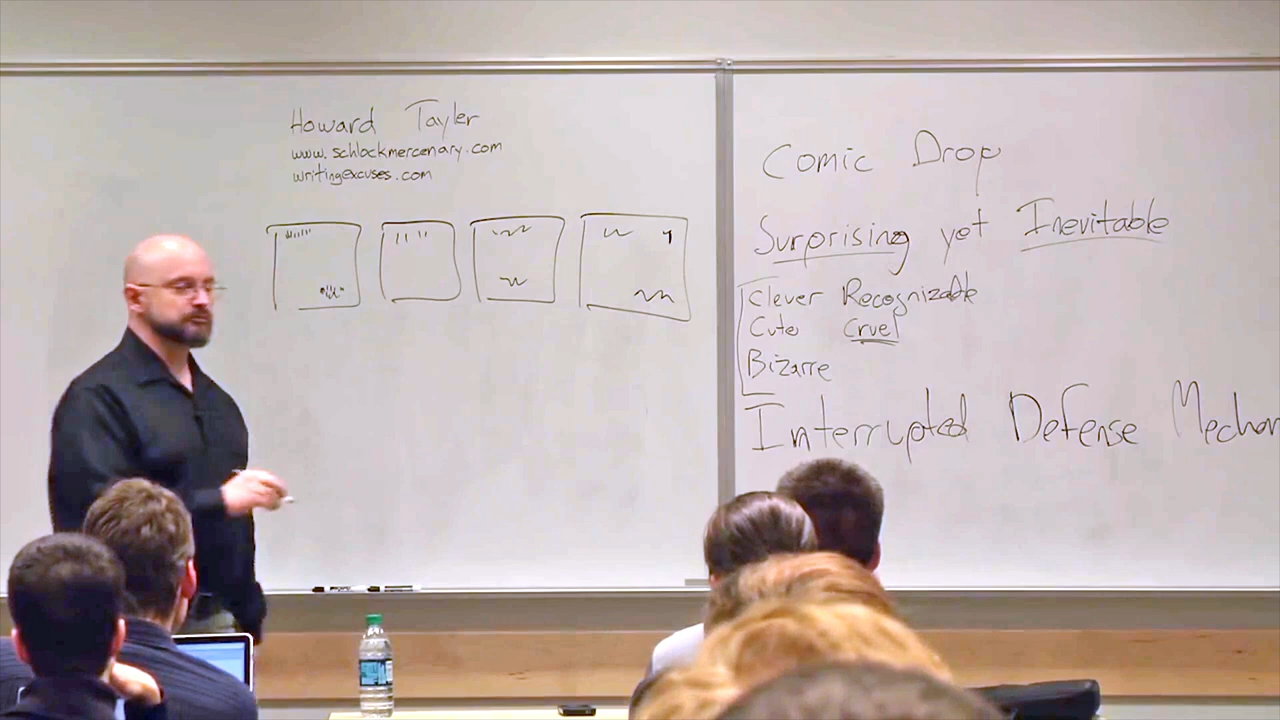 Howard Tayler
www.schlockmercenary.com
writingexcuses.com
Comic Drop
Surprising yet Inevitable
Clever Recognizable
Cute Cruel
Bizarre
Interrupted Defense Mechan